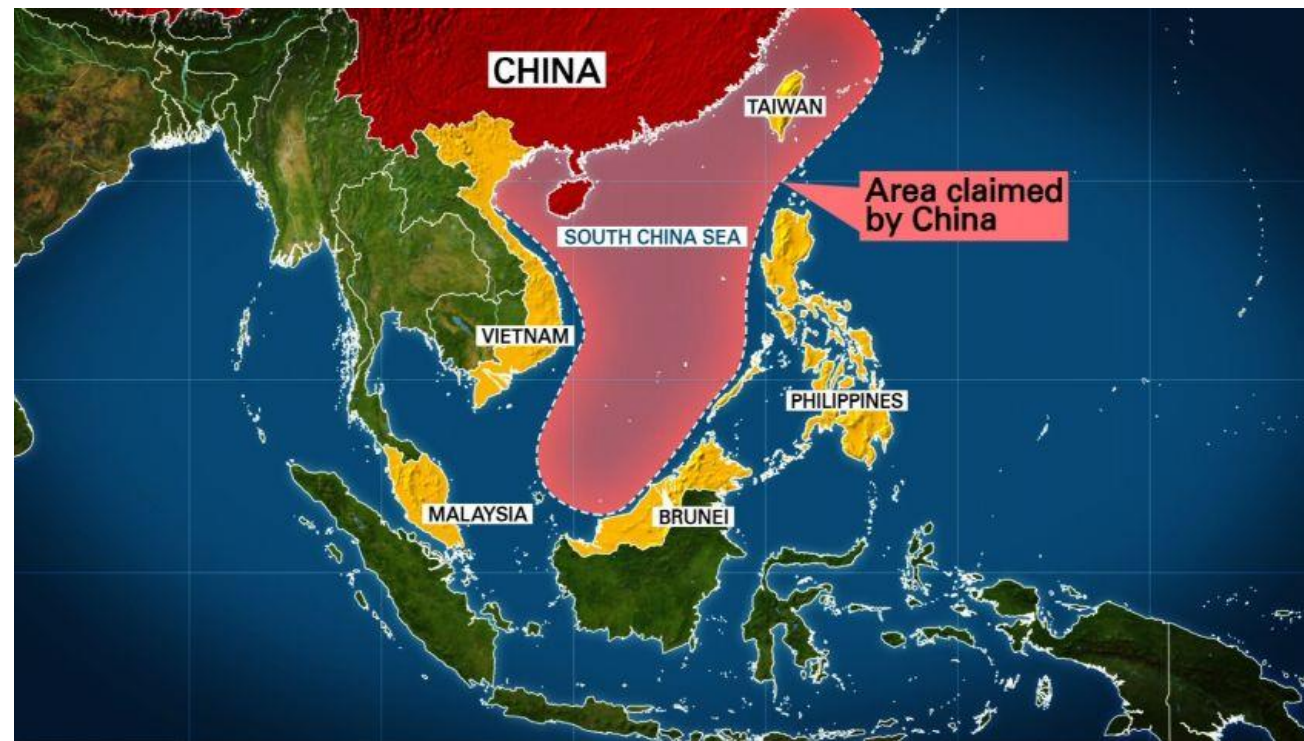 CHINA
TAIWAN
Area claimed
by China
SOUTH CHINA SEA
VIETNAM
PHILIPPINES
MALAYSIA
BRUNEI